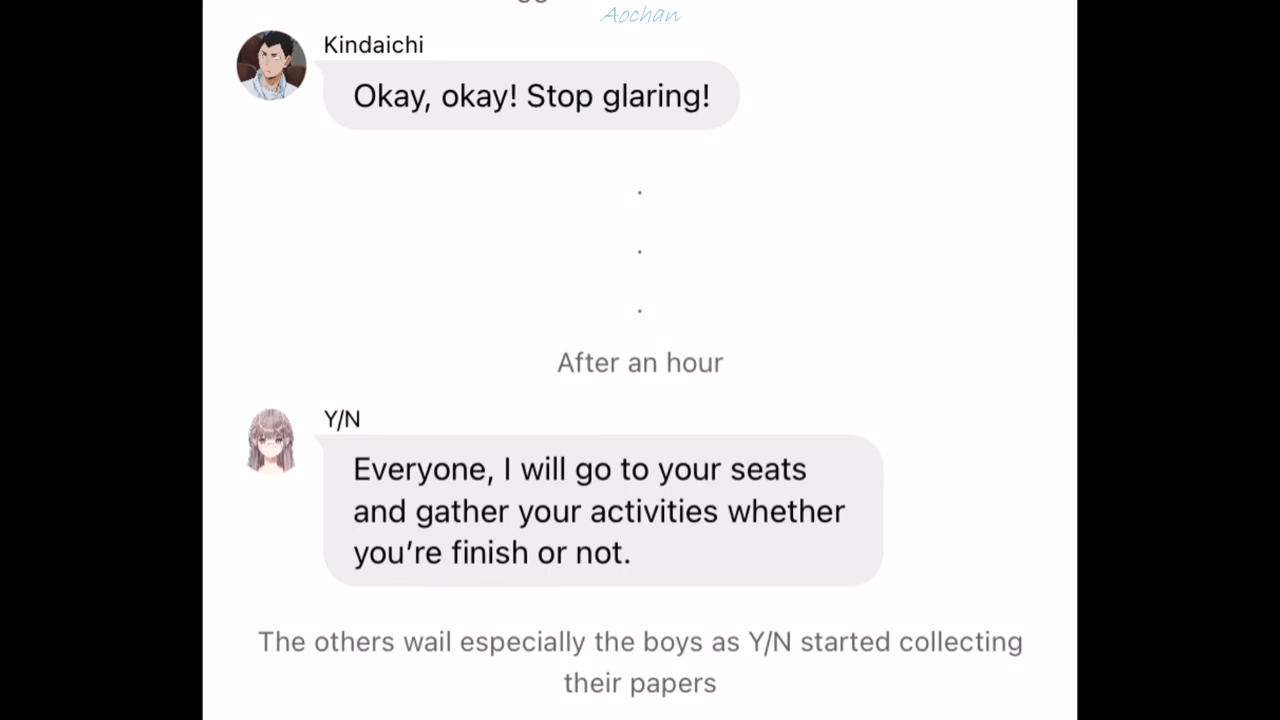 Aochan
Kindaichi
Okay, okay! Stop glaring!
.
.
.
After an hour
Y/N
Everyone, I will go to your seats
and gather your activities whether
you’re finish or not.
The others wail especially the boys as Y/N started collecting
their papers